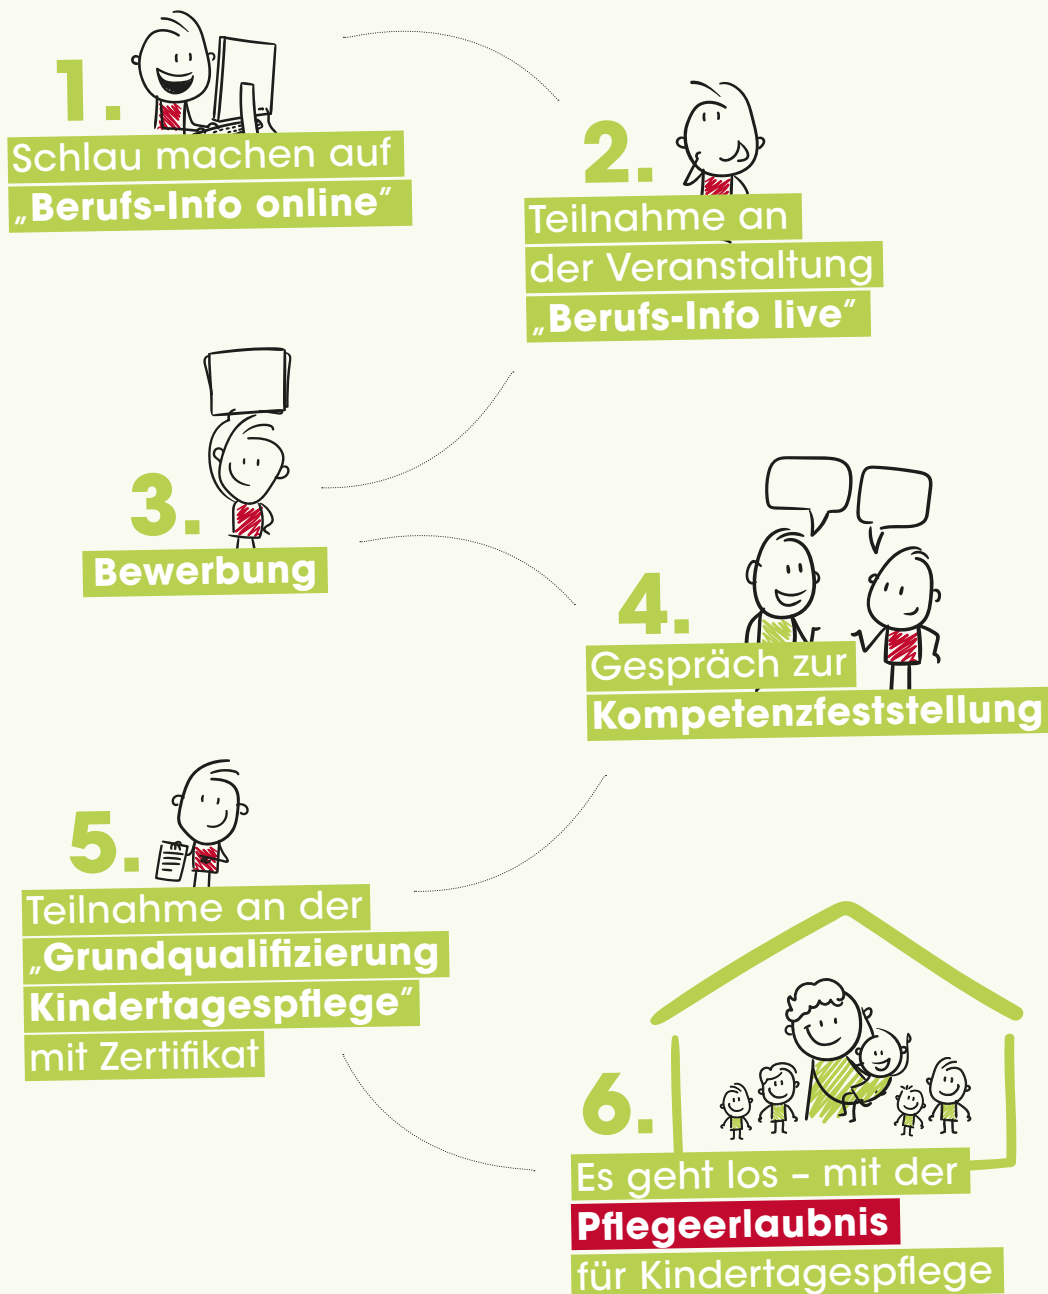 1.
Schlau machen auf
„Berufs-Info online”
2.
Teilnahme an
der Veranstaltung
„Berufs-Info live”
3.
Bewerbung
4.
Gespräch zur
Kompetenzfeststellung
5.
Teilnahme an der
„Grundqualifizierung
Kindertagespflege”
mit Zertifikat
6.
Es geht los – mit der
Pflegeerlaubnis
für Kindertagespflege